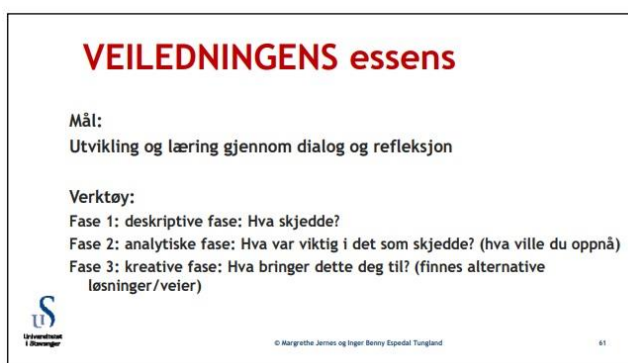 VEILEDNINGENS essens
Mål:
Utvikling og læring gjennom dialog og refleksjon
Verktøy:
Fase 1: deskriptive fase: Hva skjedde?
Fase 2: analytiske fase: Hva var viktig i det som skjedde? (hva ville du oppnå)
Fase 3: kreative fase: Hva bringer dette deg til? (finnes alternative
løsninger/veier)
Universitetet
i Stavanger
© Margrethe Jernes og Inger Benny Espedal Tungland
61